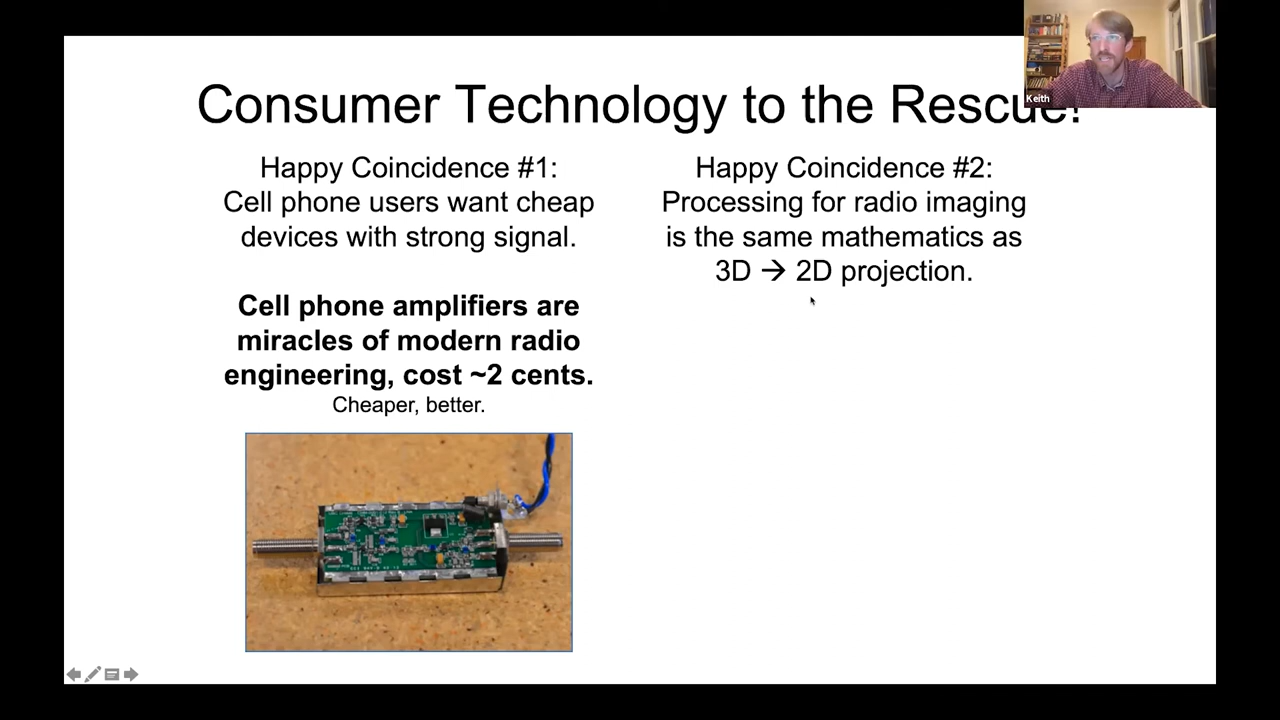 Consumer Technology to the Rescue!
Keith
Happy Coincidence #1:
Cell phone users want cheap
devices with strong signal.
Cell phone amplifiers are
miracles of modern radio
engineering, cost ~2 cents.
Cheaper, better.
Happy Coincidence #2:
Processing for radio imaging
is the same mathematics as
3D → 2D projection.